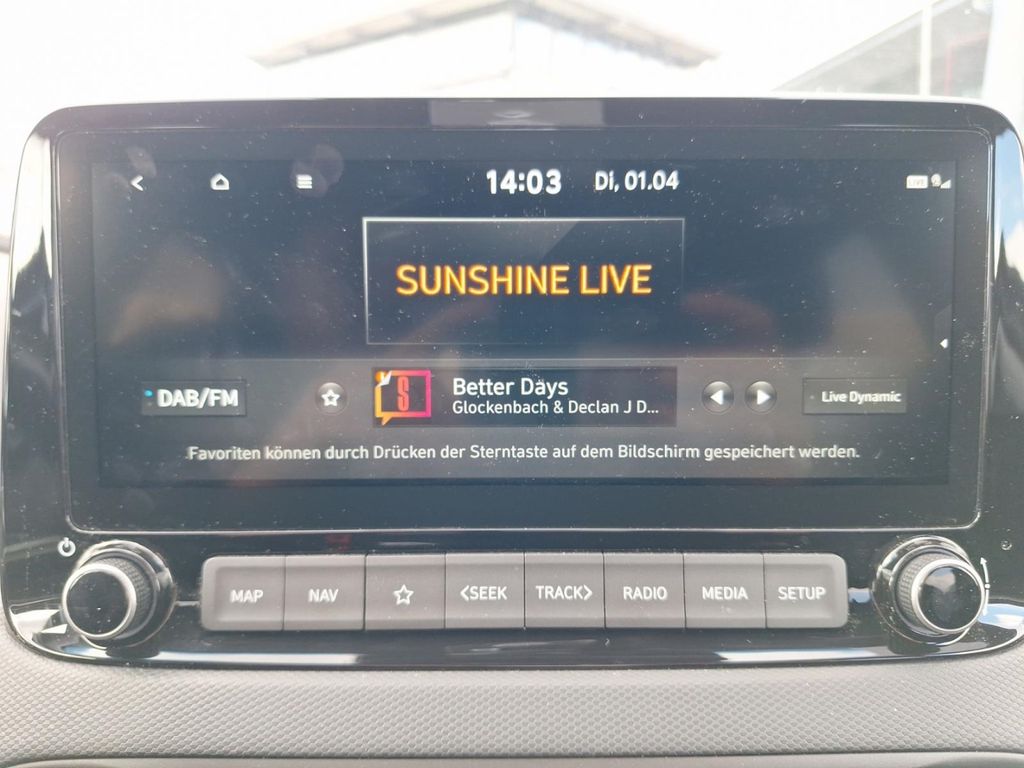 14:03 Di, 01.04
LIVE
SUNSHINE LIVE
DAB/FM
S
Better Days
Glockenbach & Declan J D...
Live Dynamic
Favoriten können durch Drücken der Sterntaste auf dem Bildschirm gespeichert werden.
MAP NAV <SEEK TRACK> RADIO MEDIA SETUP